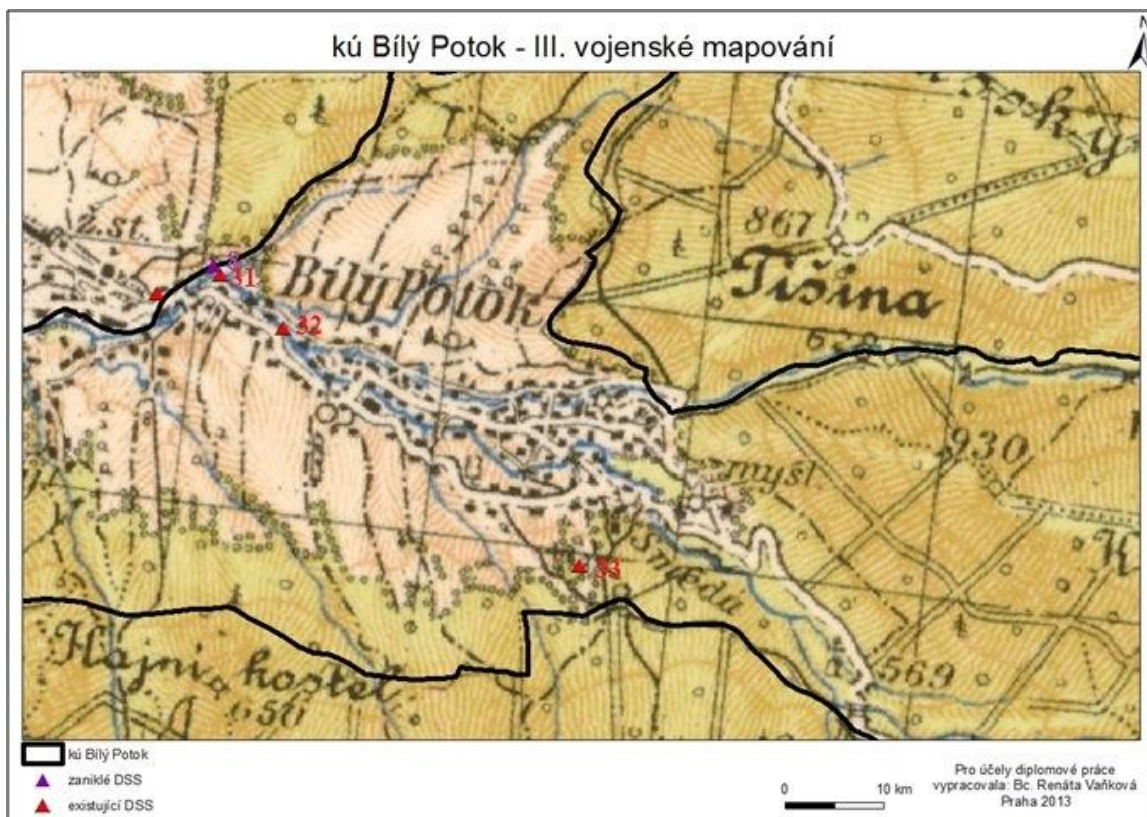 kú Bílý Potok - III. vojenské mapování
N
867
Tišina
ž.st.
31
Bílý Potok
32
930
mysl
33
Smědá
569
Hajní kostel
650
kú Bílý Potok
zaniklé DSS
existující DSS
0 10 km
Pro účely diplomové práce
vypracovala: Bc. Renáta Vaňková
Praha 2013